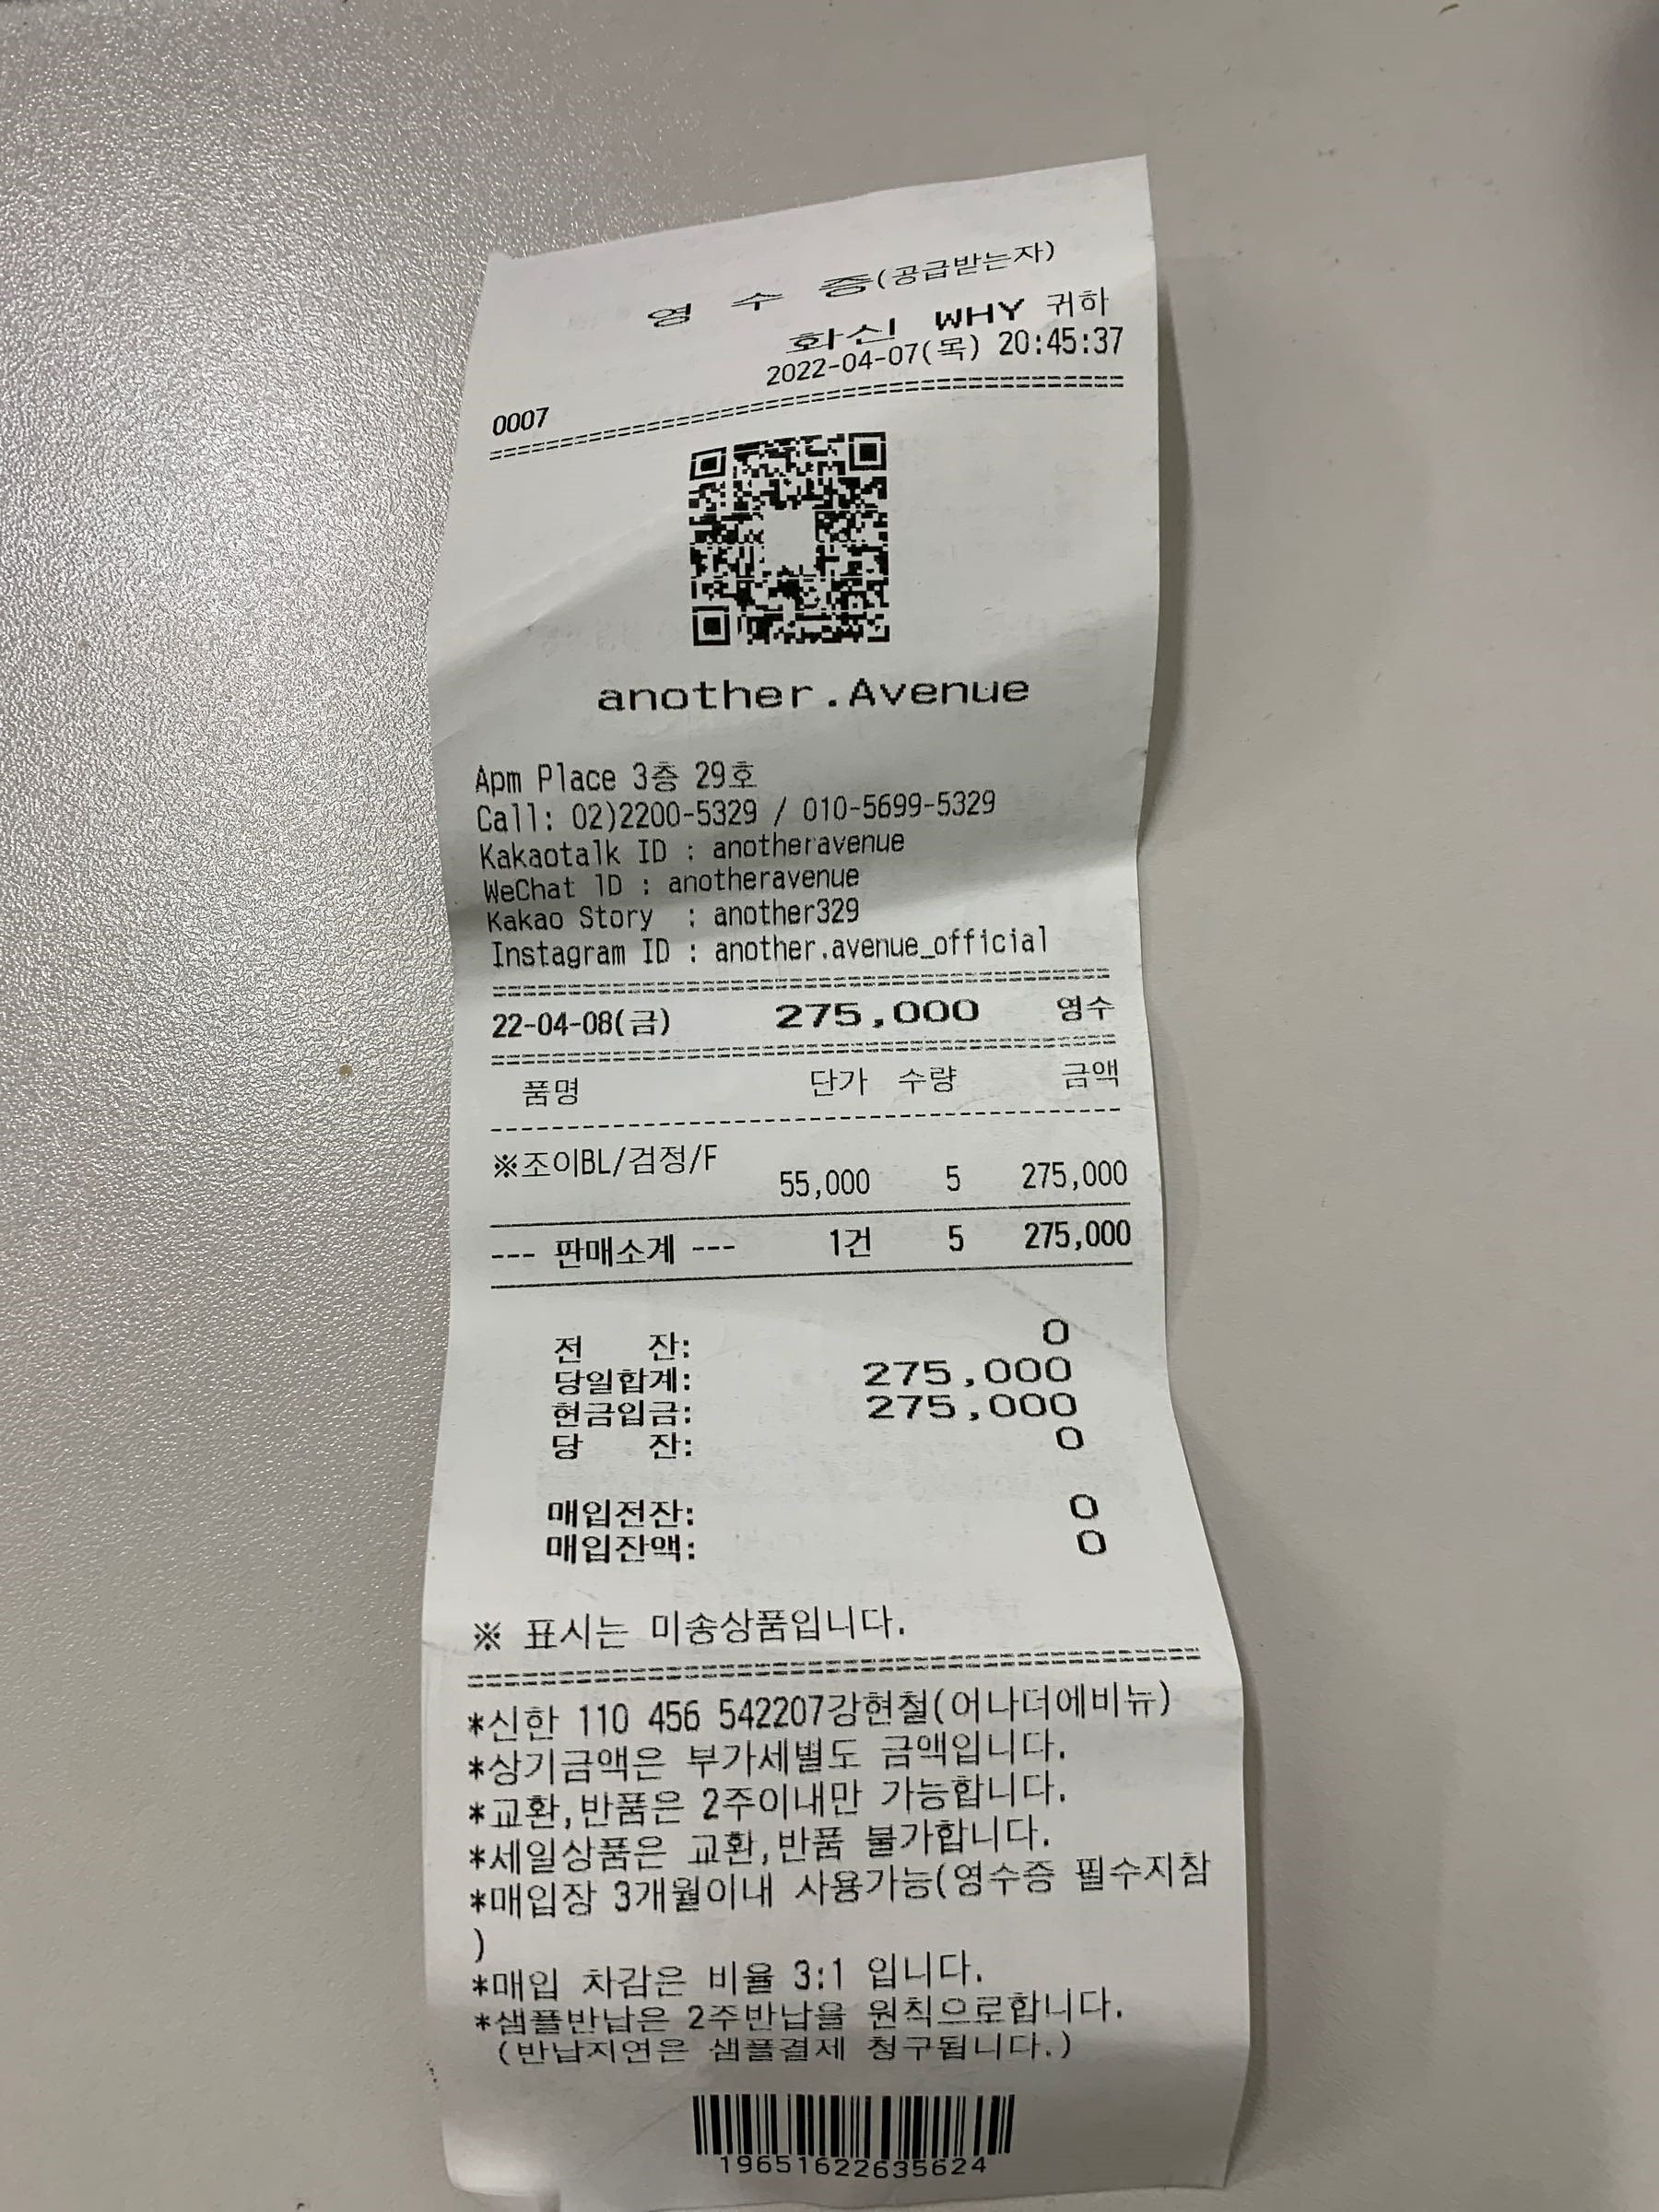 영 수 증(공급받는자)
화신 WHY 귀하
2022-04-07(목) 20:45:37
0007
another.Avenue
Apm Place 3층 29호
Call: 02)2200-5329 / 010-5699-5329
Kakaotalk ID : anotheravenue
WeChat ID : anotheravenue
Kakao Story : another329
Instagram ID : another.avenue_official
22-04-08(금) 275,000 영수
품명 단가 수량 금액
※조이BL/검정/F
55,000 5 275,000
--- 판매소계 --- 1건 5 275,000
전 잔: 0
당일합계: 275,000
현금입금: 275,000
당 잔: 0
매입전잔: 0
매입잔액: 0
※ 표시는 미송상품입니다.
*신한 110 456 542207강현철(어나더에비뉴)
*상기금액은 부가세별도 금액입니다.
*교환,반품은 2주이내만 가능합니다.
*세일상품은 교환,반품 불가합니다.
*매입장 3개월이내 사용가능(영수증 필수지참
)
*매입 차감은 비율 3:1 입니다.
*샘플반납은 2주반납을 원칙으로합니다.
(반납지연은 샘플결제 청구됩니다.)
19651622635624